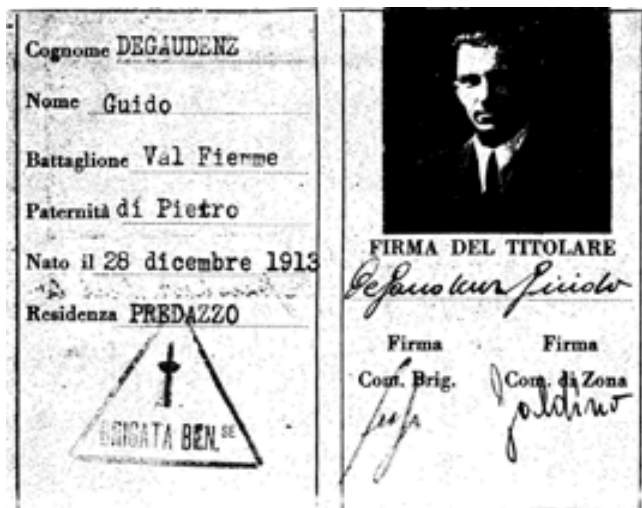 Cognome DEGAUDENZ
Nome Guido
Battaglione Val Fiemme
Paternità di Pietro
Nato il 28 dicembre 1913
Residenza PREDAZZO
BRIGATA BEN.SE
FIRMA DEL TITOLARE
Degaudenz Guido
Firma Firma
Com. Brig. Com. di Zona